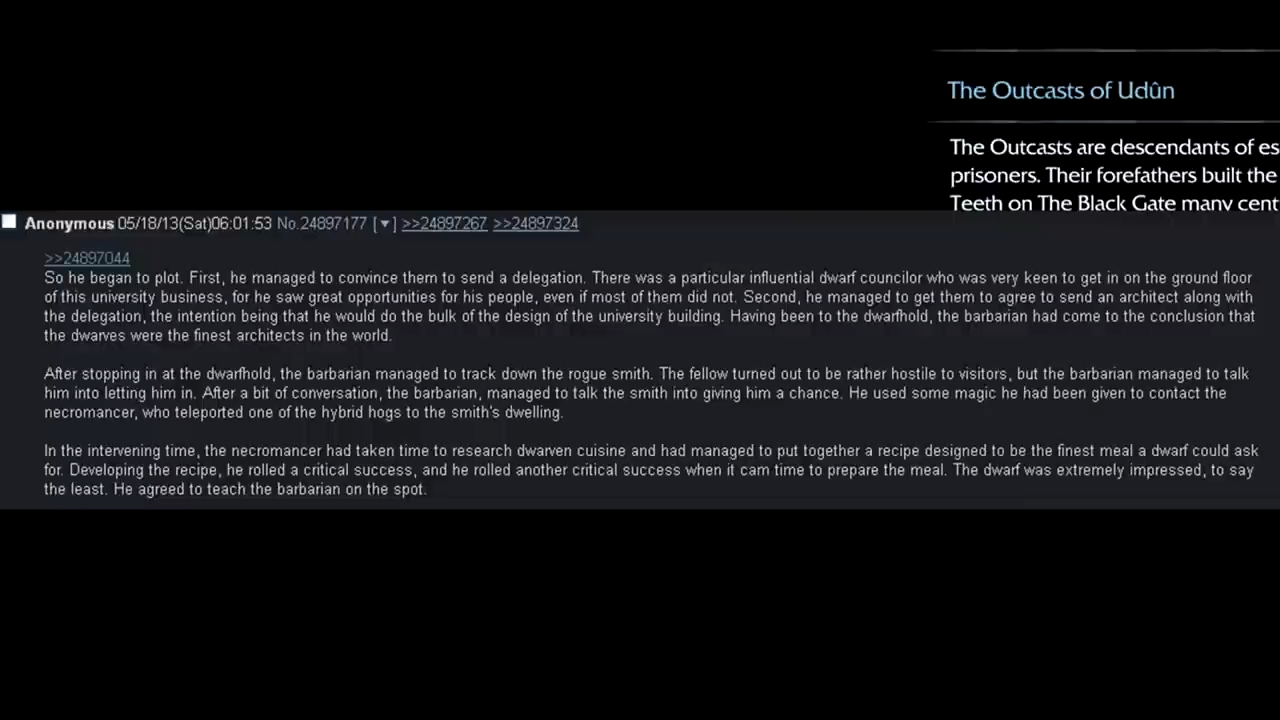 The Outcasts of Udûn
The Outcasts are descendants of es
prisoners. Their forefathers built the
Teeth on The Black Gate many cent
Anonymous 05/18/13(Sat)06:01:53 No.24897177 [▼] >>24897267 >>24897324
>>24897044
So he began to plot. First, he managed to convince them to send a delegation. There was a particular influential dwarf councilor who was very keen to get in on the ground floor
of this university business, for he saw great opportunities for his people, even if most of them did not. Second, he managed to get them to agree to send an architect along with
the delegation, the intention being that he would do the bulk of the design of the university building. Having been to the dwarfhold, the barbarian had come to the conclusion that
the dwarves were the finest architects in the world.
After stopping in at the dwarfhold, the barbarian managed to track down the rogue smith. The fellow turned out to be rather hostile to visitors, but the barbarian managed to talk
him into letting him in. After a bit of conversation, the barbarian, managed to talk the smith into giving him a chance. He used some magic he had been given to contact the
necromancer, who teleported one of the hybrid hogs to the smith's dwelling.
In the intervening time, the necromancer had taken time to research dwarven cuisine and had managed to put together a recipe designed to be the finest meal a dwarf could ask
for. Developing the recipe, he rolled a critical success, and he rolled another critical success when it cam time to prepare the meal. The dwarf was extremely impressed, to say
the least. He agreed to teach the barbarian on the spot.